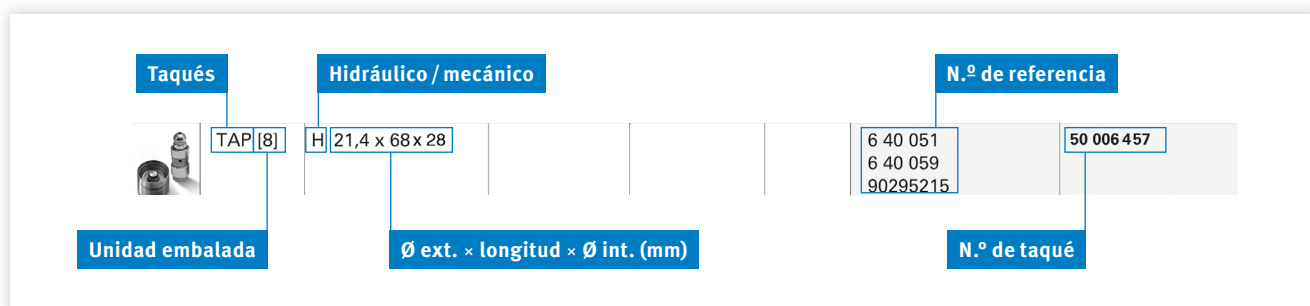 Taqués
Hidráulico / mecánico
N.º de referencia
TAP [8]
H 21,4 x 68 x 28
6 40 051
6 40 059
90295215
50 006 457
Unidad embalada
Ø ext. × longitud × Ø int. (mm)
N.º de taqué